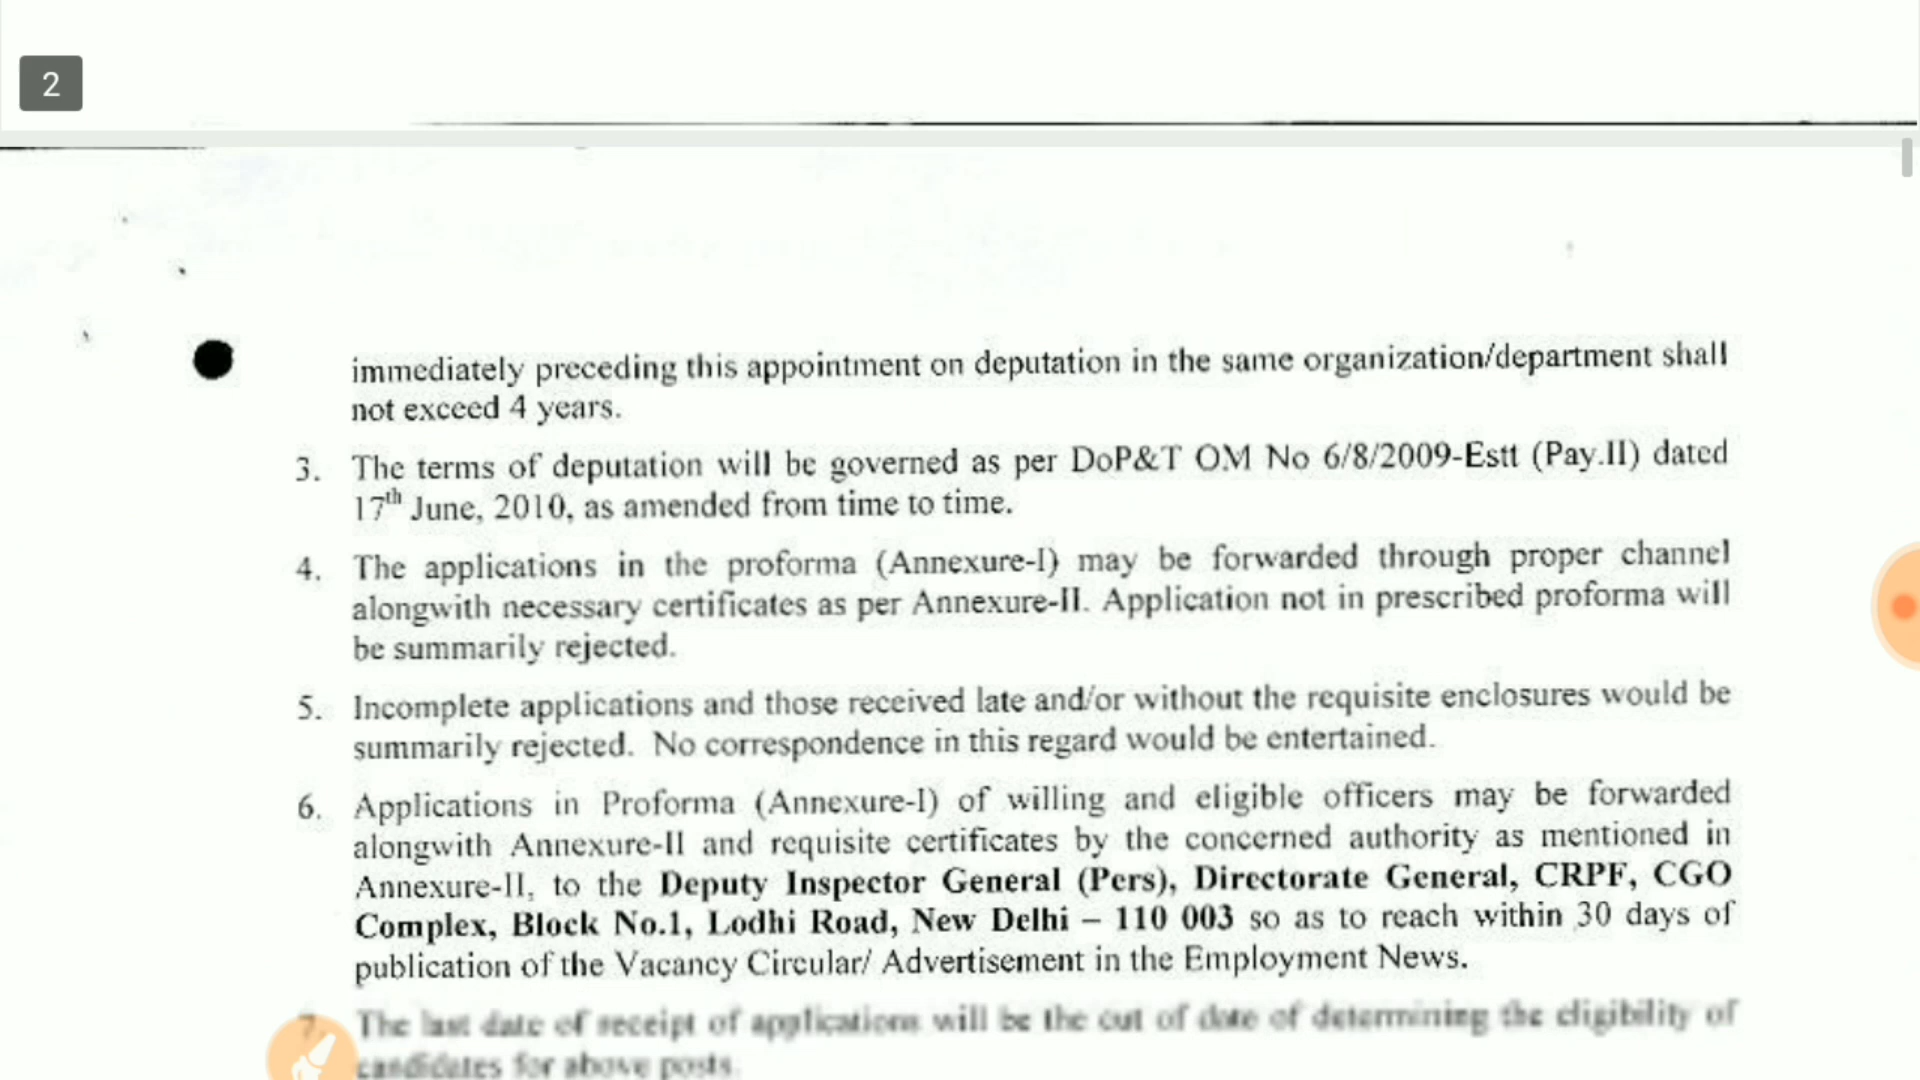 2
immediately preceding this appointment on deputation in the same organization/department shall
not exceed 4 years.
3. The terms of deputation will be governed as per DoP&T OM No 6/8/2009-Estt (Pay.II) dated
17th June, 2010, as amended from time to time.
4. The applications in the proforma (Annexure-I) may be forwarded through proper channel
alongwith necessary certificates as per Annexure-II. Application not in prescribed proforma will
be summarily rejected.
5. Incomplete applications and those received late and/or without the requisite enclosures would be
summarily rejected. No correspondence in this regard would be entertained.
6. Applications in Proforma (Annexure-I) of willing and eligible officers may be forwarded
alongwith Annexure-II and requisite certificates by the concerned authority as mentioned in
Annexure-II, to the Deputy Inspector General (Pers), Directorate General, CRPF, CGO
Complex, Block No.1, Lodhi Road, New Delhi – 110 003 so as to reach within 30 days of
publication of the Vacancy Circular/ Advertisement in the Employment News.
7. The last date of receipt of applications will be the cut of date of determining the eligibility of
candidates for above posts.